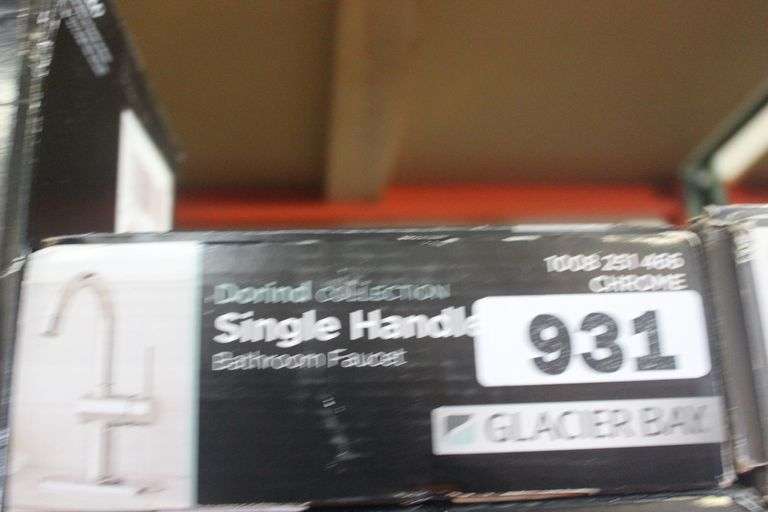 1008 251 466
CHROME
Dorind COLLECTION
Single Handle
Bathroom Faucet
931
GLACIER BAY